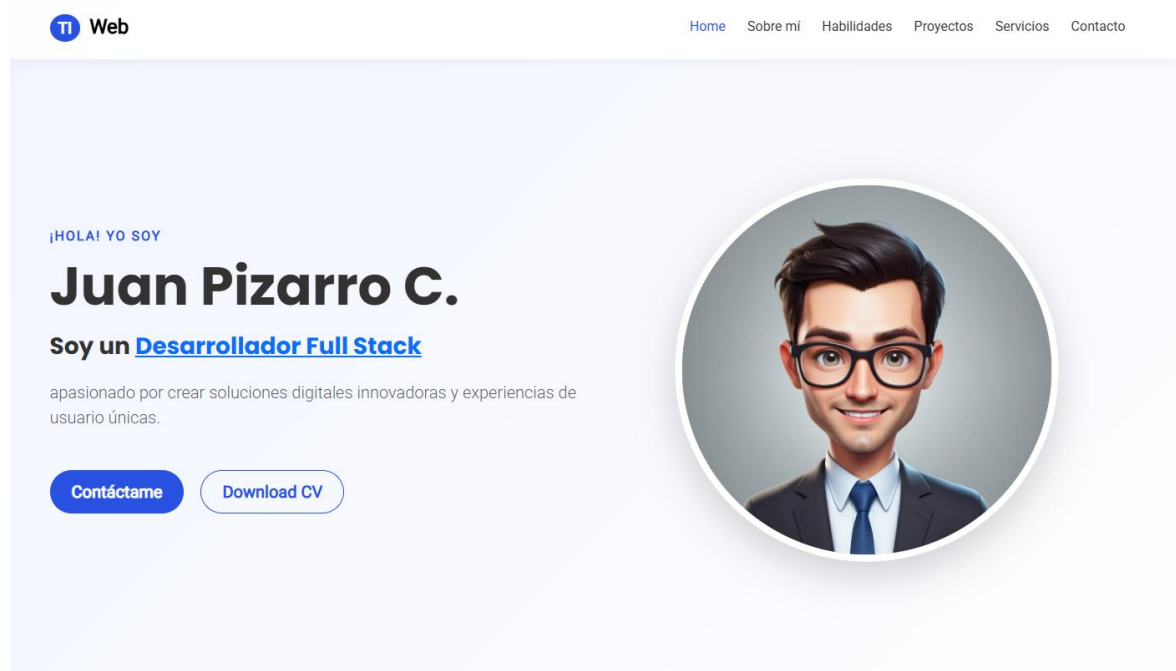 TI Web
Home Sobre mí Habilidades Proyectos Servicios Contacto
¡HOLA! YO SOY
Juan Pizarro C.
Soy un Desarrollador Full Stack
apasionado por crear soluciones digitales innovadoras y experiencias de
usuario únicas.
Contáctame Download CV